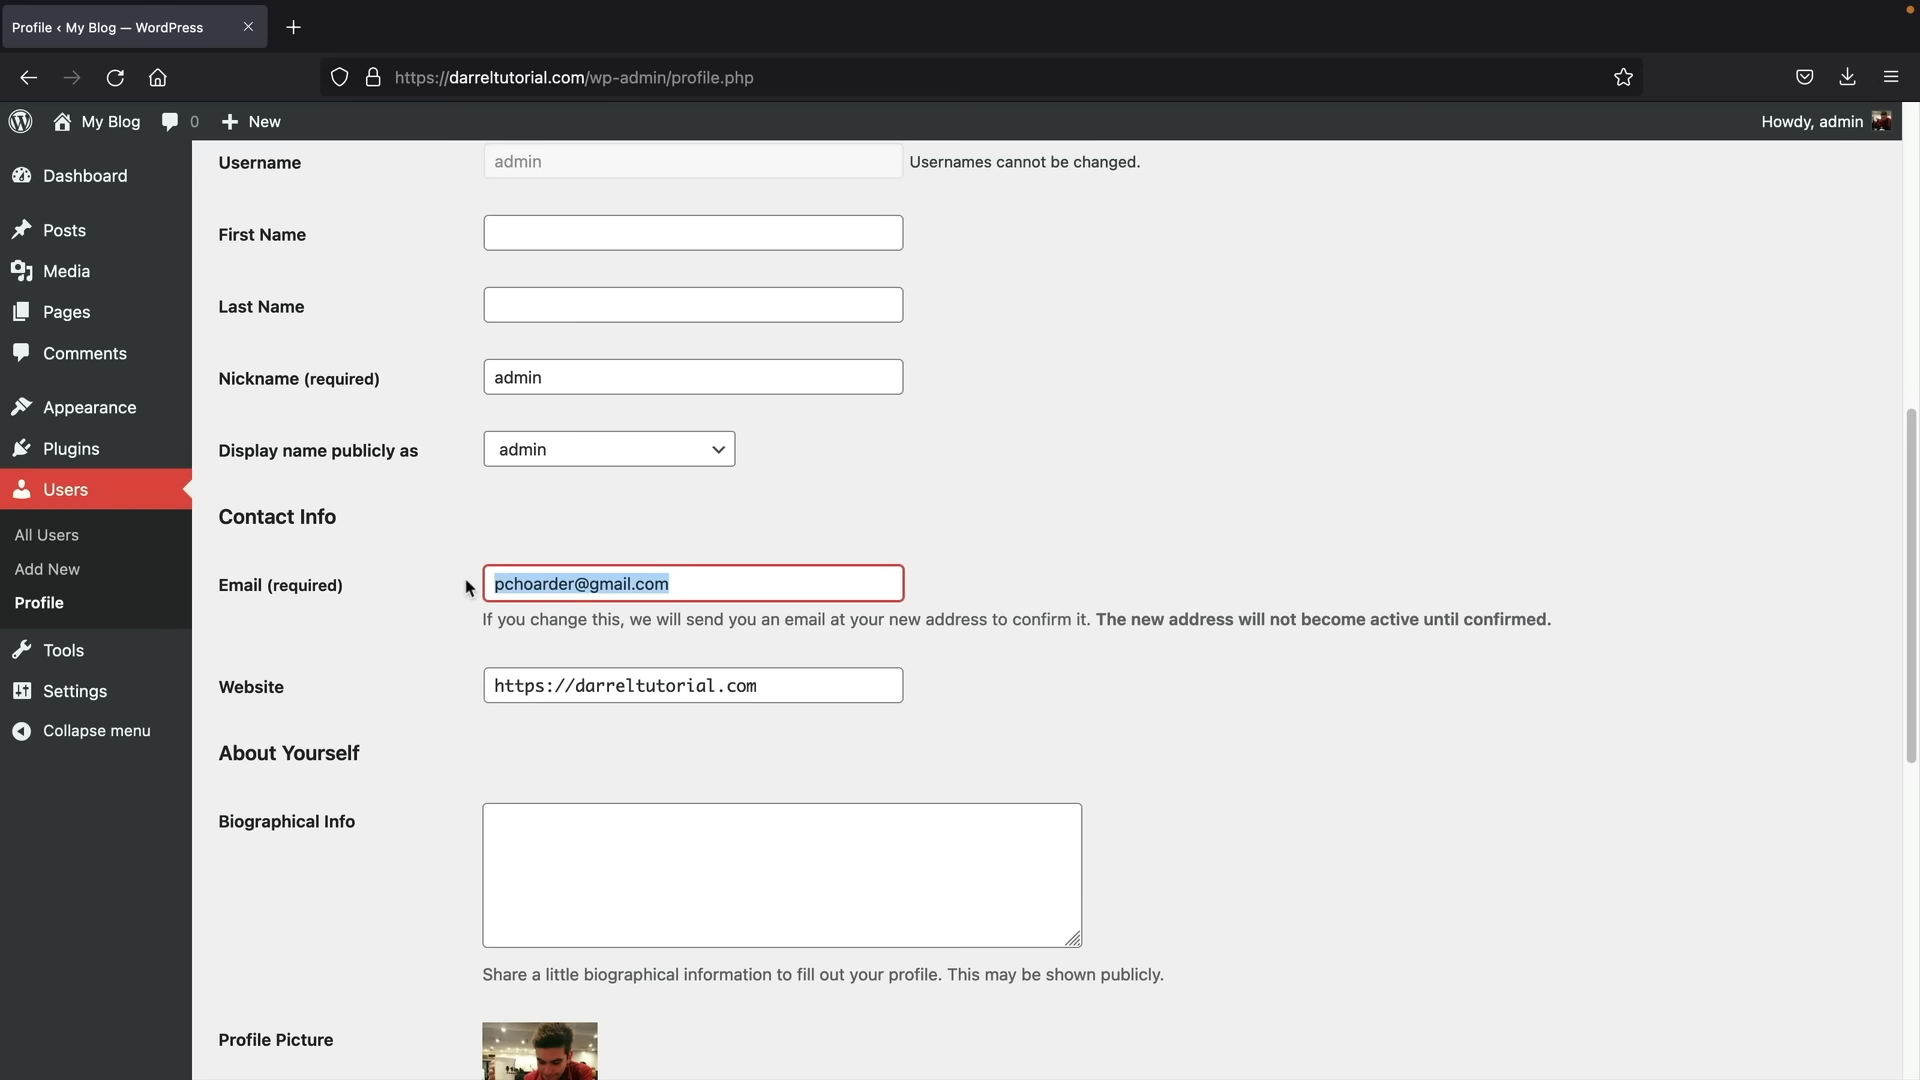 Profile ‹ My Blog — WordPress
https://darreltutorial.com/wp-admin/profile.php
My Blog 0 New Howdy, admin
Dashboard
Posts
Media
Pages
Comments
Appearance
Plugins
Users
All Users
Add New
Profile
Tools
Settings
Collapse menu
Username admin Usernames cannot be changed.
First Name
Last Name
Nickname (required) admin
Display name publicly as admin
Contact Info
Email (required) pchoarder@gmail.com
If you change this, we will send you an email at your new address to confirm it. The new address will not become active until confirmed.
Website https://darreltutorial.com
About Yourself
Biographical Info
Share a little biographical information to fill out your profile. This may be shown publicly.
Profile Picture